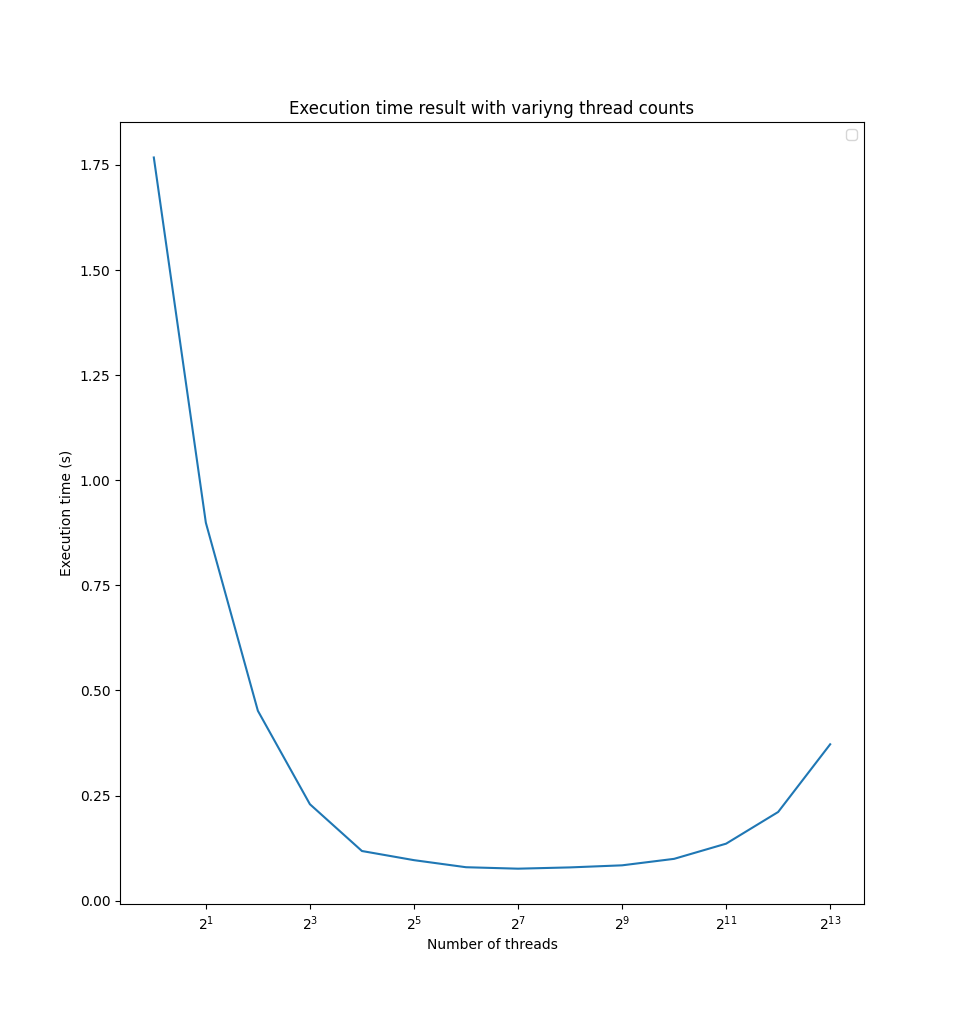 Execution time result with variyng thread counts
1.75
1.50
1.25
1.00
0.75
0.50
0.25
0.00
Execution time (s)
2¹ 2³ 2⁵ 2⁷ 2⁹ 2¹¹ 2¹³
Number of threads